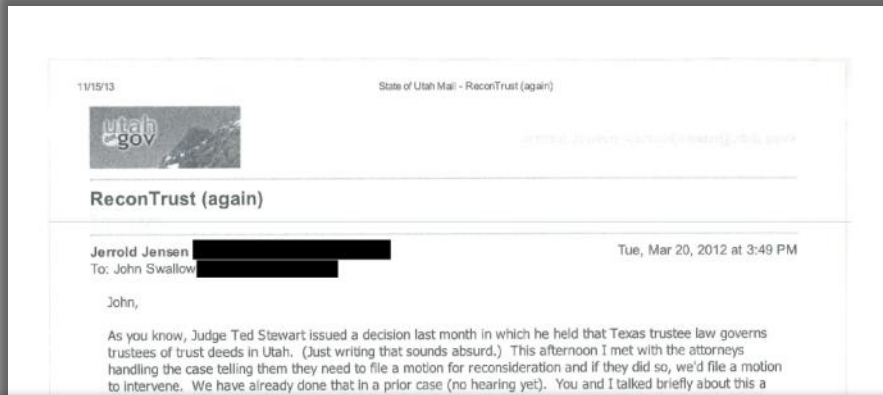 11/15/13 State of Utah Mail - ReconTrust (again)
utah
gov
ReconTrust (again)
Jerrold Jensen Tue, Mar 20, 2012 at 3:49 PM
To: John Swallow
John,
As you know, Judge Ted Stewart issued a decision last month in which he held that Texas trustee law governs
trustees of trust deeds in Utah. (Just writing that sounds absurd.) This afternoon I met with the attorneys
handling the case telling them they need to file a motion for reconsideration and if they did so, we'd file a motion
to intervene. We have already done that in a prior case (no hearing yet). You and I talked briefly about this a